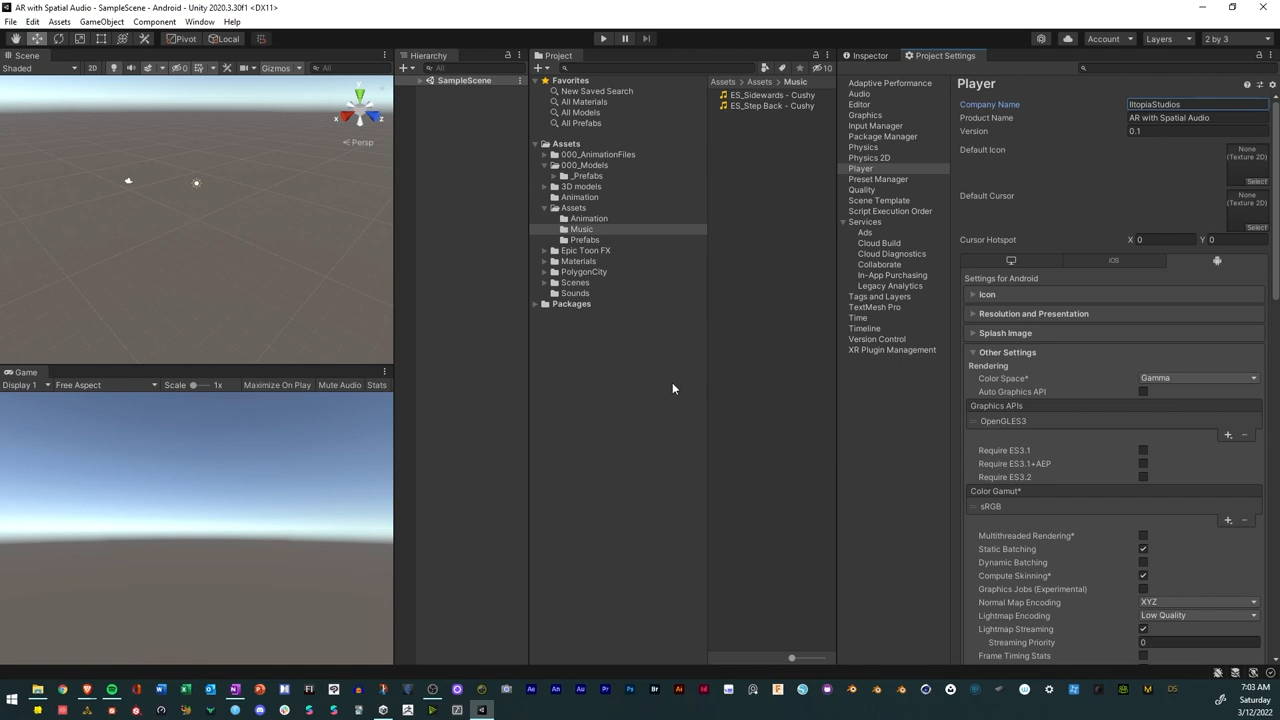 AR with Spatial Audio - SampleScene - Android - Unity 2020.3.30f1 <DX11>
File Edit Assets GameObject Component Window Help
Pivot Local Account Layers 2 by 3
Scene
Shaded 2D 0 Gizmos All
y
x z
Persp
Game
Display 1 Free Aspect Scale 1x Maximize On Play Mute Audio Stats
Hierarchy
All
SampleScene
Project
10
Favorites
New Saved Search
All Materials
All Models
All Prefabs
Assets
000_AnimationFiles
000_Models
_Prefabs
3D models
Animation
Assets
Animation
Music
Prefabs
Epic Toon FX
Materials
PolygonCity
Scenes
Sounds
Packages
Assets Assets Music
ES_Sidewards - Cushy
ES_Step Back - Cushy
Inspector Project Settings
Adaptive Performance
Audio
Editor
Graphics
Input Manager
Package Manager
Physics
Physics 2D
Player
Preset Manager
Quality
Scene Template
Script Execution Order
Services
Ads
Cloud Build
Cloud Diagnostics
Collaborate
In-App Purchasing
Legacy Analytics
Tags and Layers
TextMesh Pro
Time
Timeline
Version Control
XR Plugin Management
Player
Company Name IltopiaStudios
Product Name AR with Spatial Audio
Version 0.1
Default Icon None (Texture 2D) Select
Default Cursor None (Texture 2D) Select
Cursor Hotspot X 0 Y 0
iOS
Settings for Android
Icon
Resolution and Presentation
Splash Image
Other Settings
Rendering
Color Space* Gamma
Auto Graphics API
Graphics APIs
OpenGLES3
Require ES3.1
Require ES3.1+AEP
Require ES3.2
Color Gamut*
sRGB
Multithreaded Rendering*
Static Batching
Dynamic Batching
Compute Skinning*
Graphics Jobs (Experimental)
Normal Map Encoding XYZ
Lightmap Encoding Low Quality
Lightmap Streaming
Streaming Priority 0
Frame Timing Stats
Ae An Au Pr Ps Br Ai Id
7:03 AM
Saturday
3/12/2022